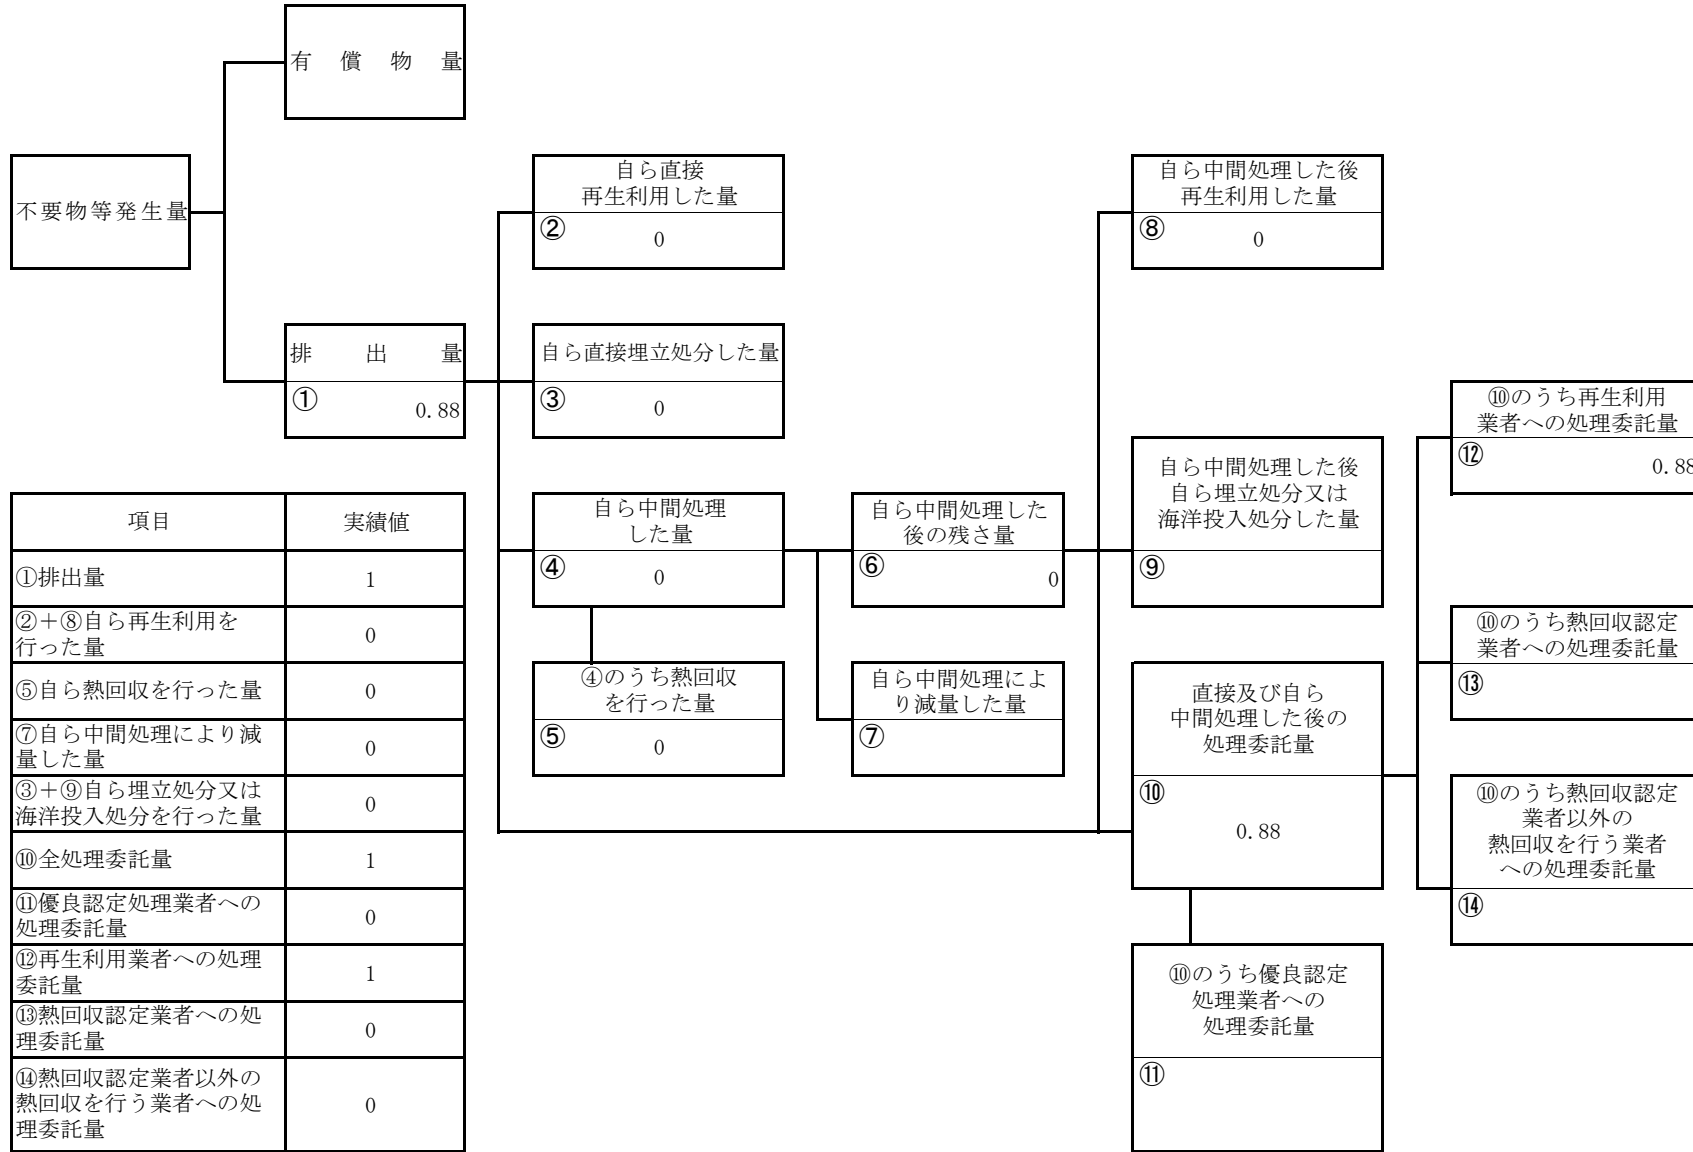 有償物量
不要物等発生量
排出量
①
0.88
自ら直接
再生利用した量
②
0
自ら直接埋立処分した量
③
0
自ら中間処理
した量
④
0
④のうち熱回収
を行った量
⑤
0
自ら中間処理した
後の残さ量
⑥
0
自ら中間処理によ
り減量した量
⑦
自ら中間処理した後
再生利用した量
⑧
0
自ら中間処理した後
自ら埋立処分又は
海洋投入処分した量
⑨
直接及び自ら
中間処理した後の
処理委託量
⑩
0.88
⑩のうち優良認定
処理業者への
処理委託量
⑪
⑩のうち再生利用
業者への処理委託量
⑫
0.88
⑩のうち熱回収認定
業者への処理委託量
⑬
⑩のうち熱回収認定
業者以外の
熱回収を行う業者
への処理委託量
⑭
項目 実績値
①排出量 1
②+⑧自ら再生利用を
行った量 0
⑤自ら熱回収を行った量 0
⑦自ら中間処理により減
量した量 0
③+⑨自ら埋立処分又は
海洋投入処分を行った量 0
⑩全処理委託量 1
⑪優良認定処理業者への
処理委託量 0
⑫再生利用業者への処理
委託量 1
⑬熱回収認定業者への処
理委託量 0
⑭熱回収認定業者以外の
熱回収を行う業者への処
理委託量 0